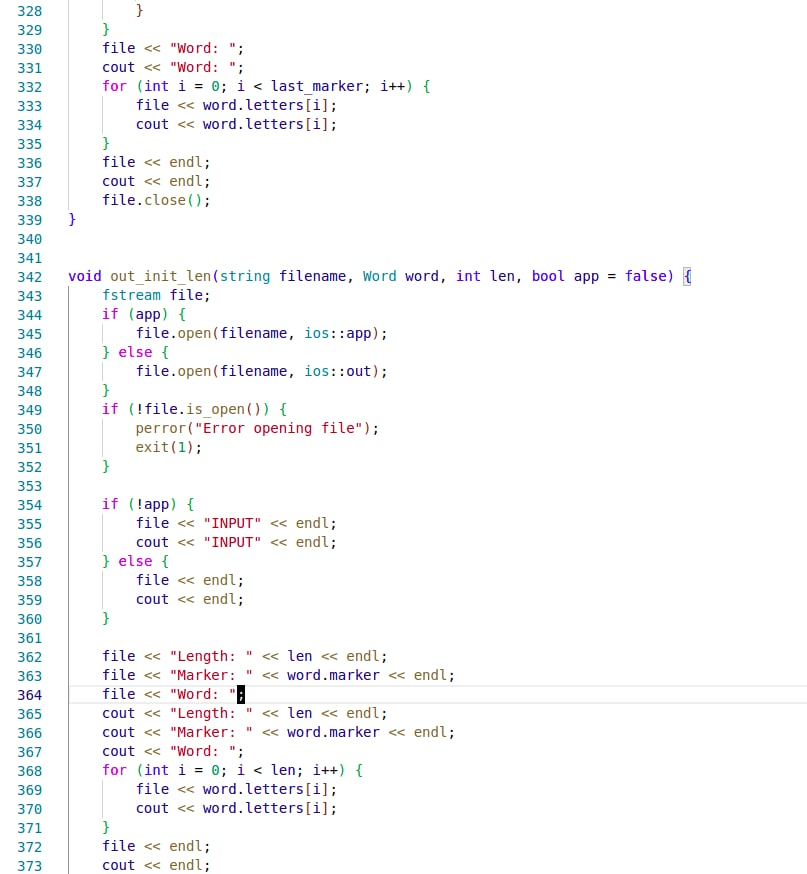 328         }
329     }
330     file << "Word: ";
331     cout << "Word: ";
332     for (int i = 0; i < last_marker; i++) {
333         file << word.letters[i];
334         cout << word.letters[i];
335     }
336     file << endl;
337     cout << endl;
338     file.close();
339 }
340
341
342 void out_init_len(string filename, Word word, int len, bool app = false) {
343     fstream file;
344     if (app) {
345         file.open(filename, ios::app);
346     } else {
347         file.open(filename, ios::out);
348     }
349     if (!file.is_open()) {
350         perror("Error opening file");
351         exit(1);
352     }
353
354     if (!app) {
355         file << "INPUT" << endl;
356         cout << "INPUT" << endl;
357     } else {
358         file << endl;
359         cout << endl;
360     }
361
362     file << "Length: " << len << endl;
363     file << "Marker: " << word.marker << endl;
364     file << "Word: ";
365     cout << "Length: " << len << endl;
366     cout << "Marker: " << word.marker << endl;
367     cout << "Word: ";
368     for (int i = 0; i < len; i++) {
369         file << word.letters[i];
370         cout << word.letters[i];
371     }
372     file << endl;
373     cout << endl;